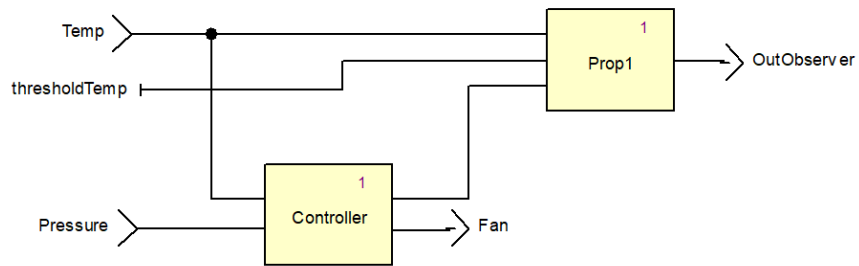 Temp
1
Prop1
OutObserver
thresholdTemp
1
Pressure
Controller
Fan